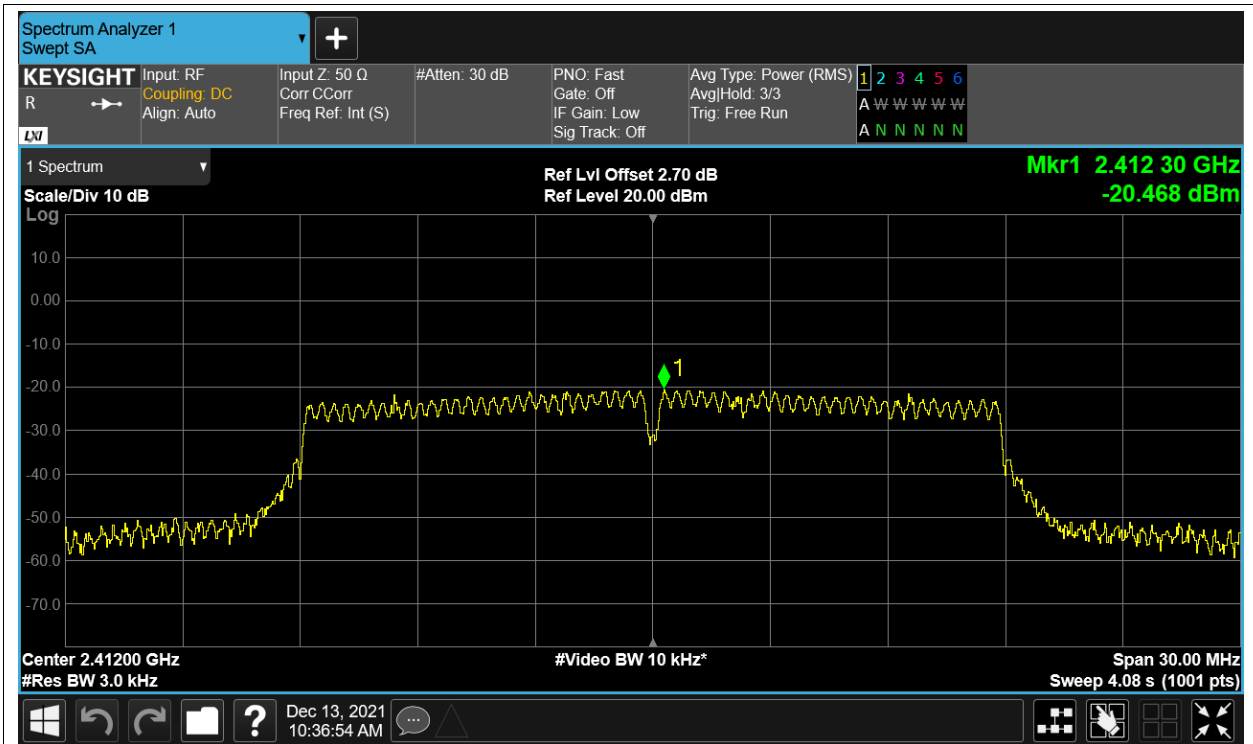 Spectrum Analyzer 1
Swept SA
KEYSIGHT
R
LXI
Input: RF
Coupling: DC
Align: Auto
Input Z: 50 Ω
Corr CCorr
Freq Ref: Int (S)
#Atten: 30 dB
PNO: Fast
Gate: Off
IF Gain: Low
Sig Track: Off
Avg Type: Power (RMS)
Avg|Hold: 3/3
Trig: Free Run
1 2 3 4 5 6
A W W W W W
A N N N N N
1 Spectrum
Scale/Div 10 dB
Log
Ref Lvl Offset 2.70 dB
Ref Level 20.00 dBm
Mkr1 2.412 30 GHz
-20.468 dBm
10.0
0.00
-10.0
-20.0
-30.0
-40.0
-50.0
-60.0
-70.0
1
Center 2.41200 GHz
#Res BW 3.0 kHz
#Video BW 10 kHz*
Span 30.00 MHz
Sweep 4.08 s (1001 pts)
?
Dec 13, 2021
10:36:54 AM